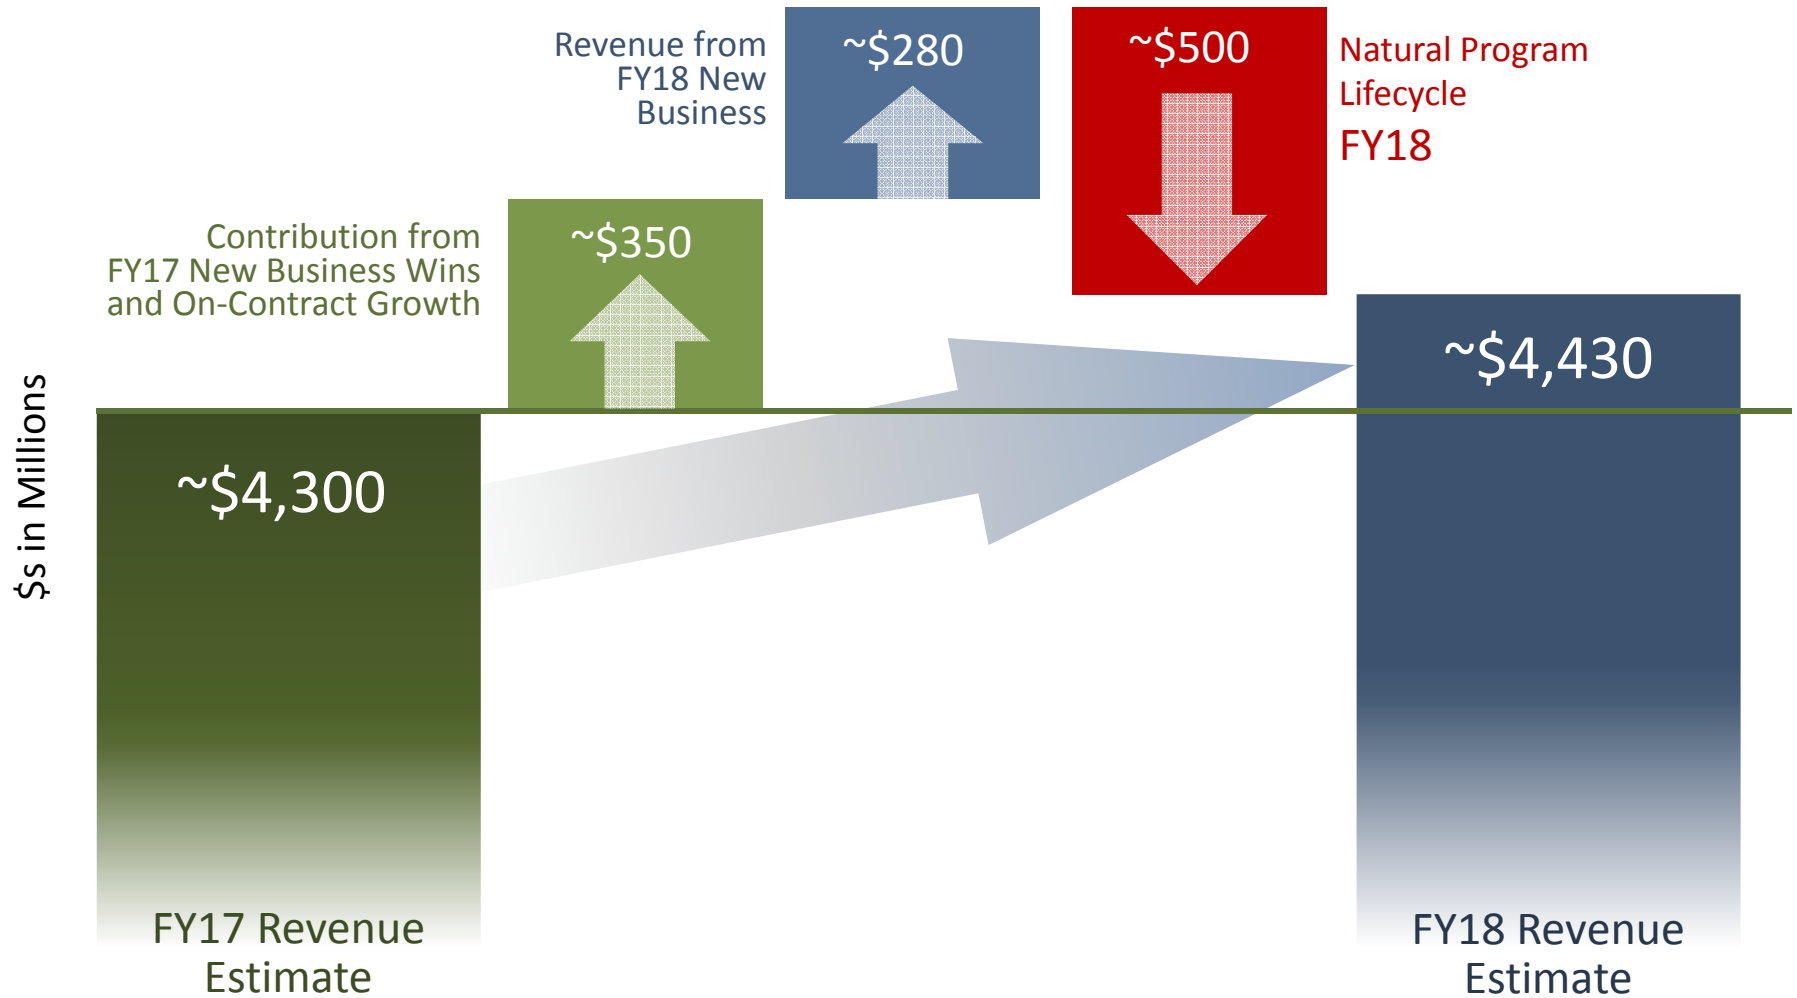 Revenue from
FY18 New
Business
~$280
~$500
Natural Program
Lifecycle
FY18
Contribution from
FY17 New Business Wins
and On-Contract Growth
~$350
$s in Millions
~$4,300
~$4,430
FY17 Revenue
Estimate
FY18 Revenue
Estimate